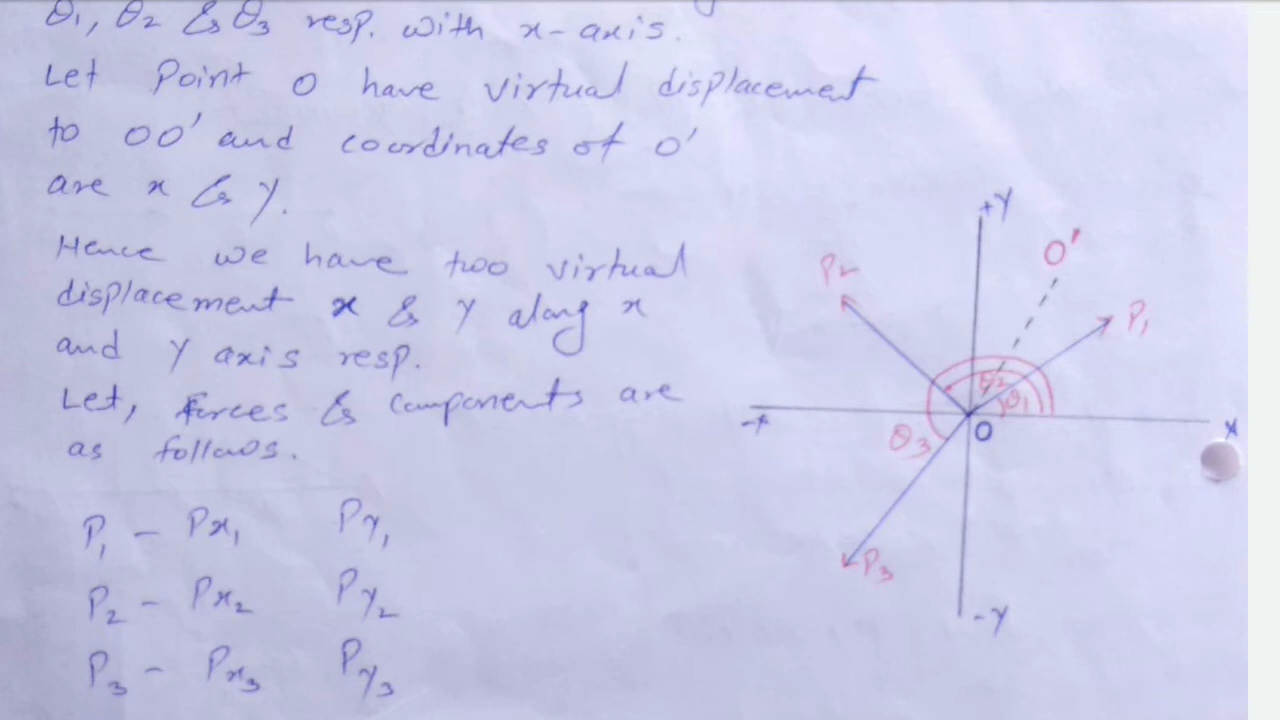 θ1, θ2 & θ3 resp. with x-axis.
Let Point O have virtual displacement
to OO' and coordinates of O'
are x & y.
Hence we have two virtual
displacement x & y along x
and y axis resp.
Let, forces & components are
as follows.
P1 - Px1 Py1
P2 - Px2 Py2
P3 - Px3 Py3
+Y
O'
P2
P1
θ2
θ1
-x
O
x
θ3
P3
-Y